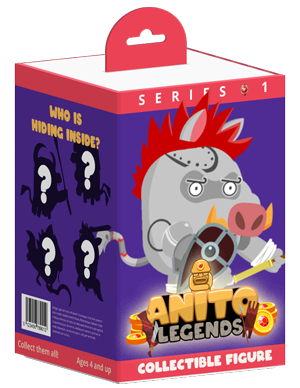 SERIES 1
WHO IS
HIDING INSIDE?
?
?
?
?
ANITO
LEGENDS
COLLECTIBLE FIGURE
Collect them all!
Ages 4 and up